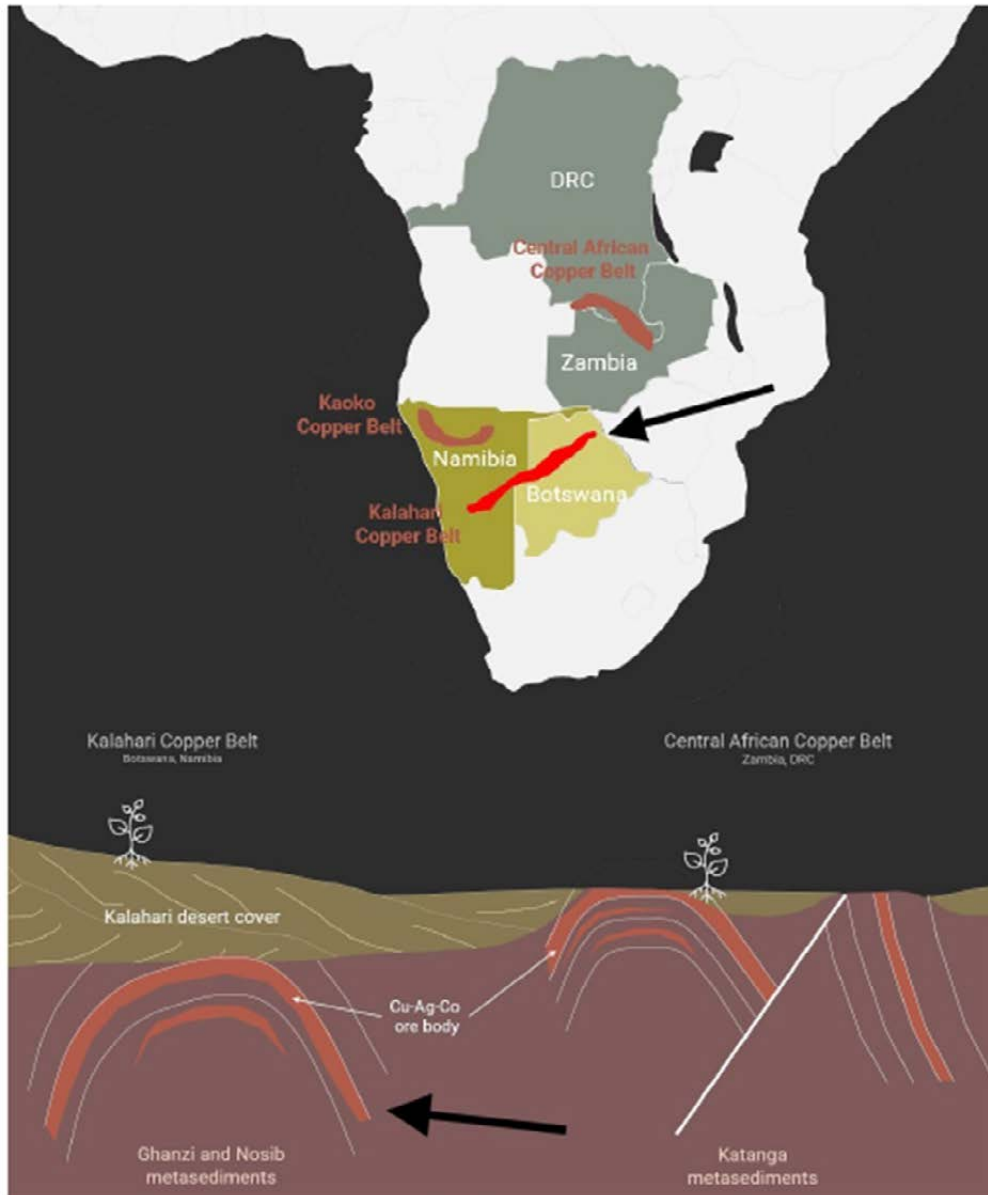 DRC
Central African
Copper Belt
Zambia
Kaoko
Copper Belt
Namibia
Botswana
Kalahari
Copper Belt
Kalahari Copper Belt
Botswana, Namibia
Central African Copper Belt
Zambia, DRC
Kalahari desert cover
Cu-Ag-Co
ore body
Ghanzi and Nosib
metasediments
Katanga
metasediments